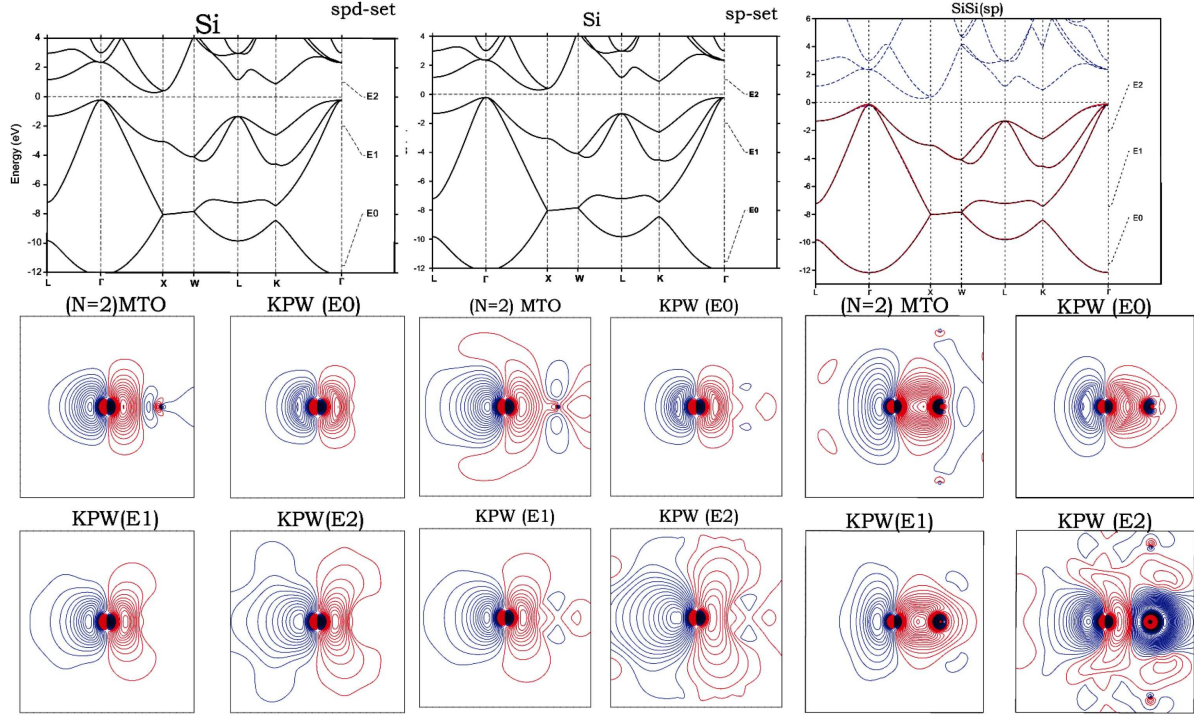 Si
spd-set
Energy (eV)
4
2
0
-2
-4
-6
-8
-10
-12
L
Γ
X
W
L
K
Γ
E2
E1
E0
Si
sp-set
4
2
0
-2
-4
-6
-8
-10
-12
L
Γ
X
W
L
K
Γ
E2
E1
E0
SiSi(sp)
6
4
2
0
-2
-4
-6
-8
-10
-12
L
Γ
X
W
L
K
Γ
E2
E1
E0
(N=2)MTO
KPW (E0)
(N=2) MTO
KPW (E0)
(N=2) MTO
KPW (E0)
KPW(E1)
KPW(E2)
KPW (E1)
KPW (E2)
KPW(E1)
KPW (E2)